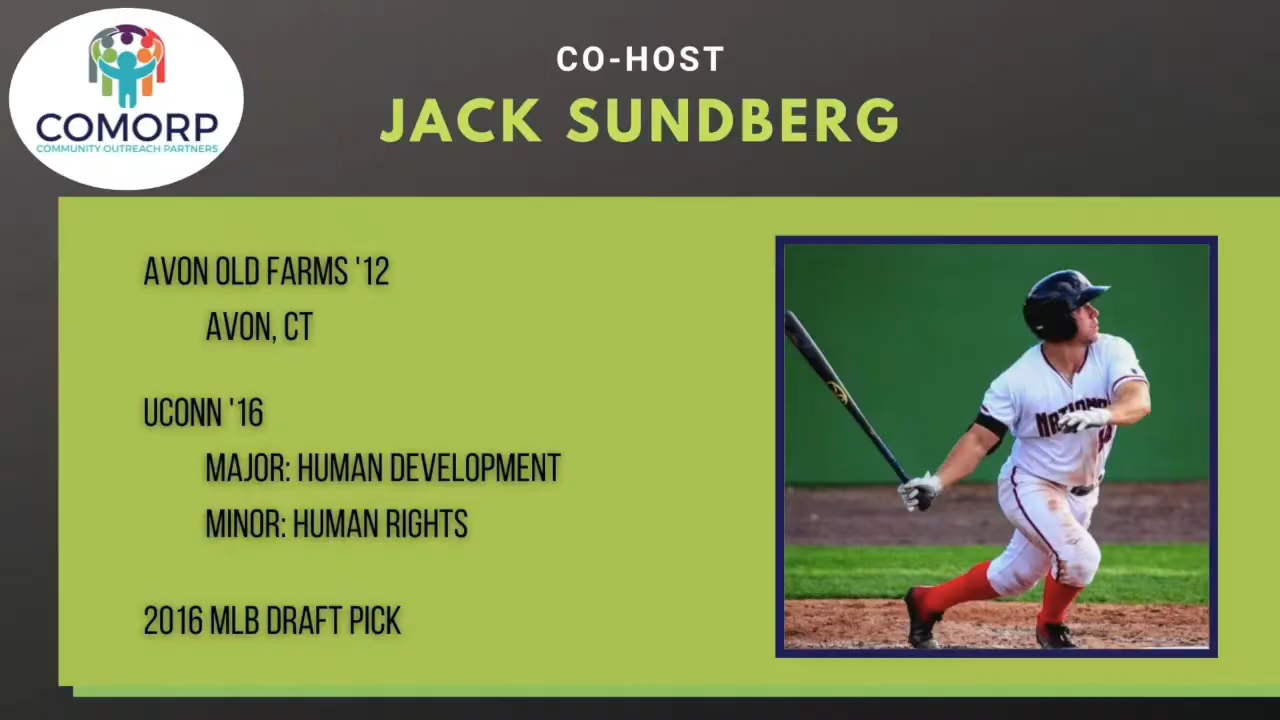 COMORP
COMMUNITY OUTREACH PARTNERS
CO-HOST
JACK SUNDBERG
AVON OLD FARMS '12
AVON, CT
UCONN '16
MAJOR: HUMAN DEVELOPMENT
MINOR: HUMAN RIGHTS
2016 MLB DRAFT PICK